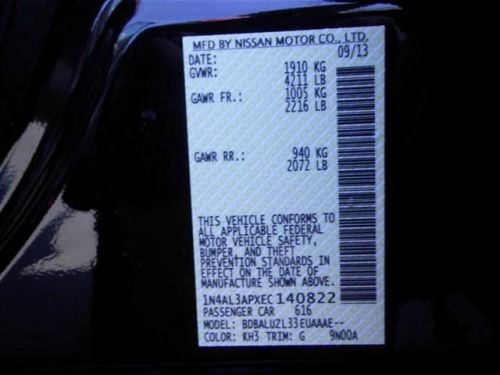 MFD BY NISSAN MOTOR CO., LTD.
DATE: 09/13
GVWR: 1910 KG
4211 LB
GAWR FR.: 1005 KG
2216 LB
GAWR RR.: 940 KG
2072 LB
THIS VEHICLE CONFORMS TO
ALL APPLICABLE FEDERAL
MOTOR VEHICLE SAFETY,
BUMPER, AND THEFT
PREVENTION STANDARDS IN
EFFECT ON THE DATE OF
MANUFACTURE SHOWN ABOVE.
1N4AL3APXEC140822
PASSENGER CAR 616
MODEL: BDBALUZL33EUAAAE--
COLOR: KH3 TRIM: G 9N00A